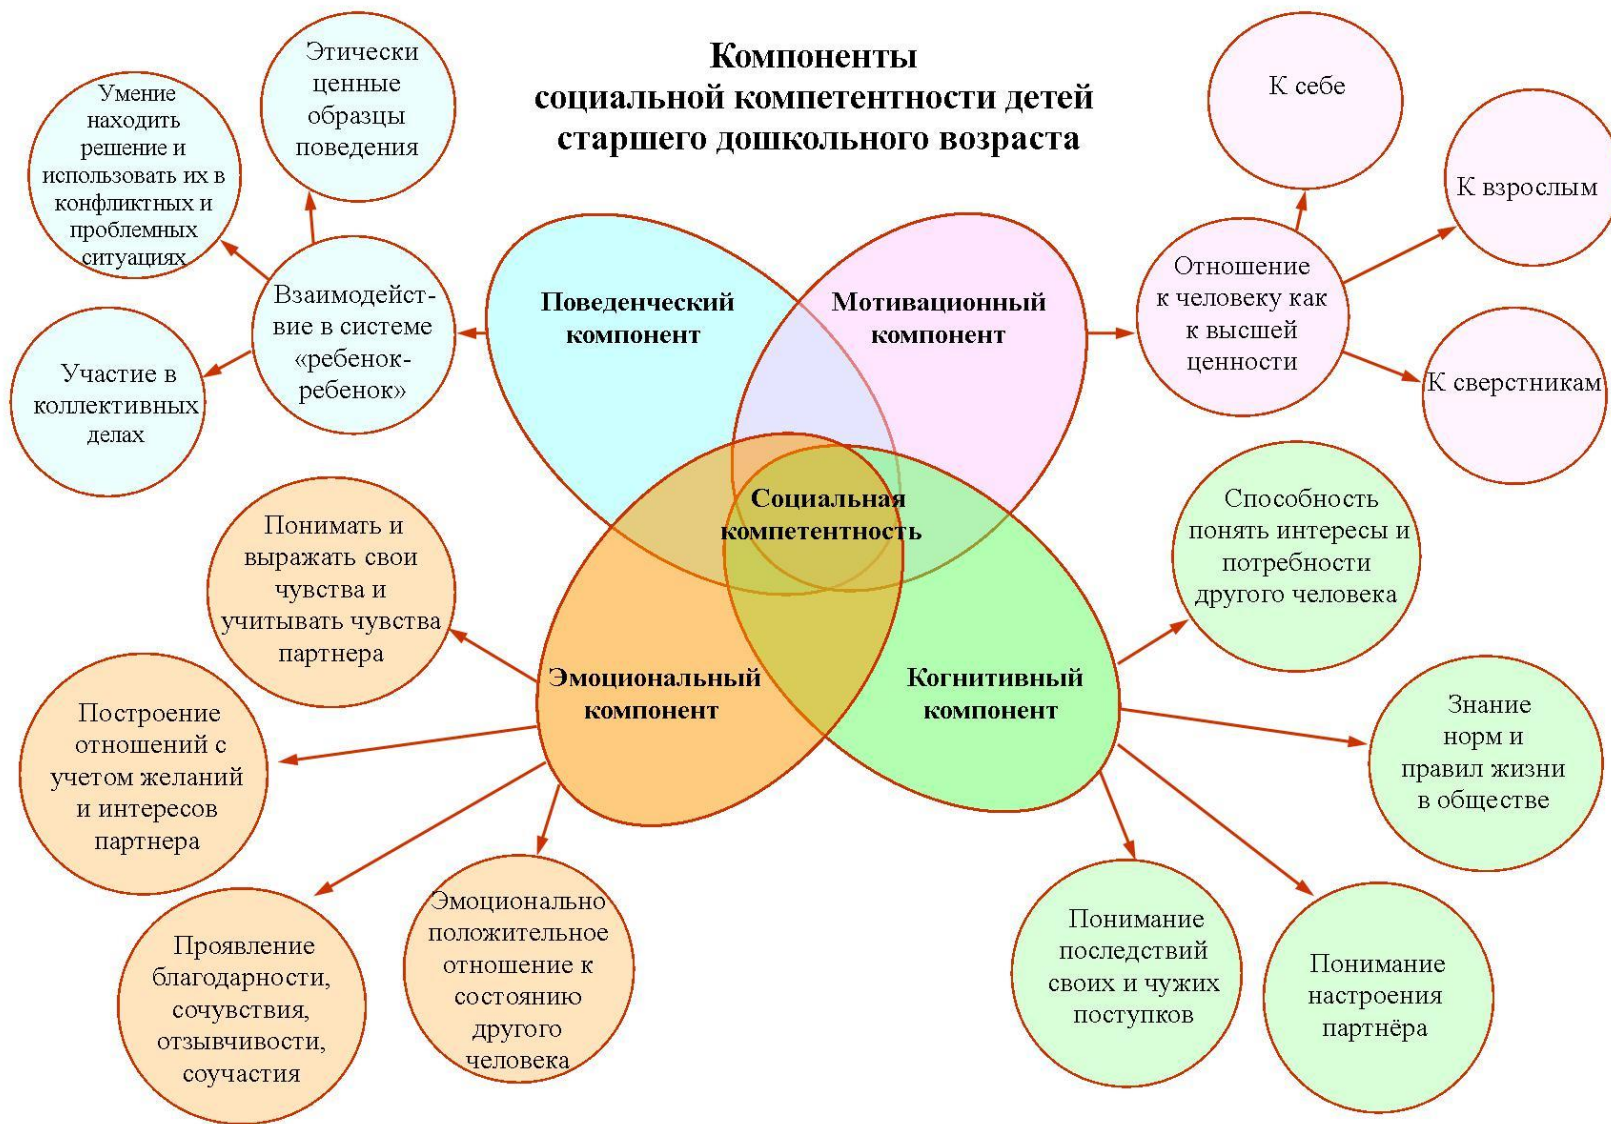 Компоненты
социальной компетентности детей
старшего дошкольного возраста
Этически
ценные
образцы
поведения
Умение
находить
решение и
использовать их в
конфликтных и
проблемных
ситуациях
Участие в
коллективных
делах
Взаимодейст-
вие в системе
«ребенок-
ребенок»
Поведенческий
компонент
Мотивационный
компонент
Отношение
к человеку как
к высшей
ценности
К себе
К взрослым
К сверстникам
Социальная
компетентность
Понимать и
выражать свои
чувства и
учитывать чувства
партнера
Построение
отношений с
учетом желаний
и интересов
партнера
Проявление
благодарности,
сочувствия,
отзывчивости,
соучастия
Эмоционально
положительное
отношение к
состоянию
другого
человека
Эмоциональный
компонент
Когнитивный
компонент
Способность
понять интересы и
потребности
другого человека
Знание
норм и
правил жизни
в обществе
Понимание
последствий
своих и чужих
поступков
Понимание
настроения
партнёра